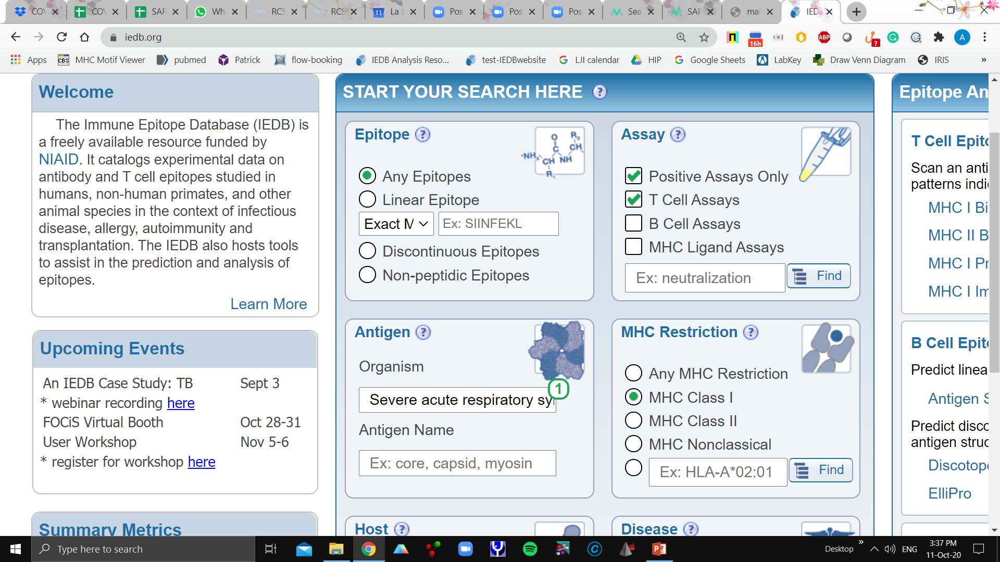 COV
COV
SAR
Wh
RCS
RCS
11
La J
Pos
Pos
Pos
Sea
SAR
mai
IED
iedb.org
16h
ABP
?
A
Apps
CBS
MHC Motif Viewer
pubmed
Patrick
flow-booking
IEDB Analysis Reso...
test-IEDBwebsite
LJI calendar
HIP
Google Sheets
LabKey
Draw Venn Diagram
IRIS
»
Welcome
The Immune Epitope Database (IEDB) is
a freely available resource funded by
NIAID. It catalogs experimental data on
antibody and T cell epitopes studied in
humans, non-human primates, and other
animal species in the context of infectious
disease, allergy, autoimmunity and
transplantation. The IEDB also hosts tools
to assist in the prediction and analysis of
epitopes.
Learn More
Upcoming Events
An IEDB Case Study: TB Sept 3
* webinar recording here
FOCiS Virtual Booth Oct 28-31
User Workshop Nov 5-6
* register for workshop here
Summary Metrics
START YOUR SEARCH HERE ?
Epitope ?
Any Epitopes
Linear Epitope
Exact M Ex: SIINFEKL
Discontinuous Epitopes
Non-peptidic Epitopes
Assay ?
Positive Assays Only
T Cell Assays
B Cell Assays
MHC Ligand Assays
Ex: neutralization Find
Antigen ?
Organism
1
Severe acute respiratory sy
Antigen Name
Ex: core, capsid, myosin
MHC Restriction ?
Any MHC Restriction
MHC Class I
MHC Class II
MHC Nonclassical
Ex: HLA-A*02:01 Find
Host ?
Disease ?
Epitope An
T Cell Epito
Scan an anti
patterns indi
MHC I Bi
MHC II B
MHC I Pr
MHC I Im
B Cell Epito
Predict linea
Antigen S
Predict disco
antigen struc
Discotope
ElliPro
Type here to search
Desktop
»
ENG
3:37 PM
11-Oct-20